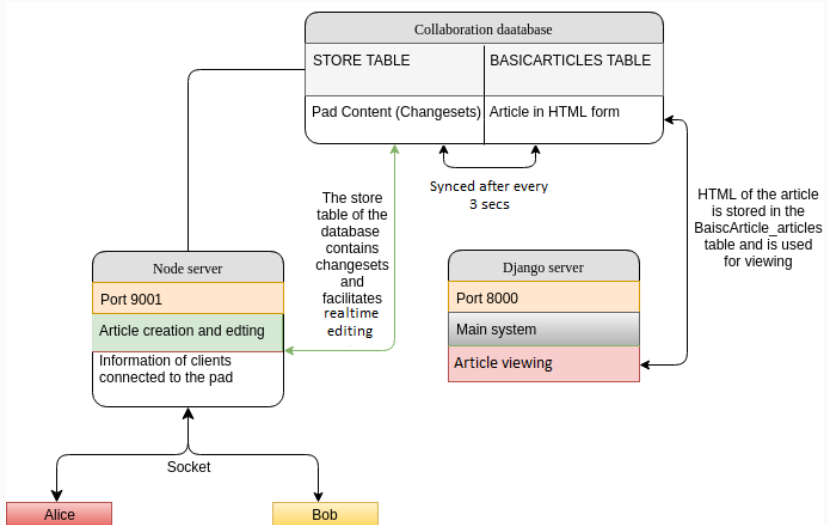 Collaboration daatabase
STORE TABLE
BASICARTICLES TABLE
Pad Content (Changesets)
Article in HTML form
Synced after every
3 secs
The store
table of the
database
contains
changesets
and
facilitates
realtime
editing
HTML of the article
is stored in the
BaiscArticle_articles
table and is used
for viewing
Node server
Port 9001
Article creation and edting
Information of clients
connected to the pad
Django server
Port 8000
Main system
Article viewing
Socket
Alice
Bob